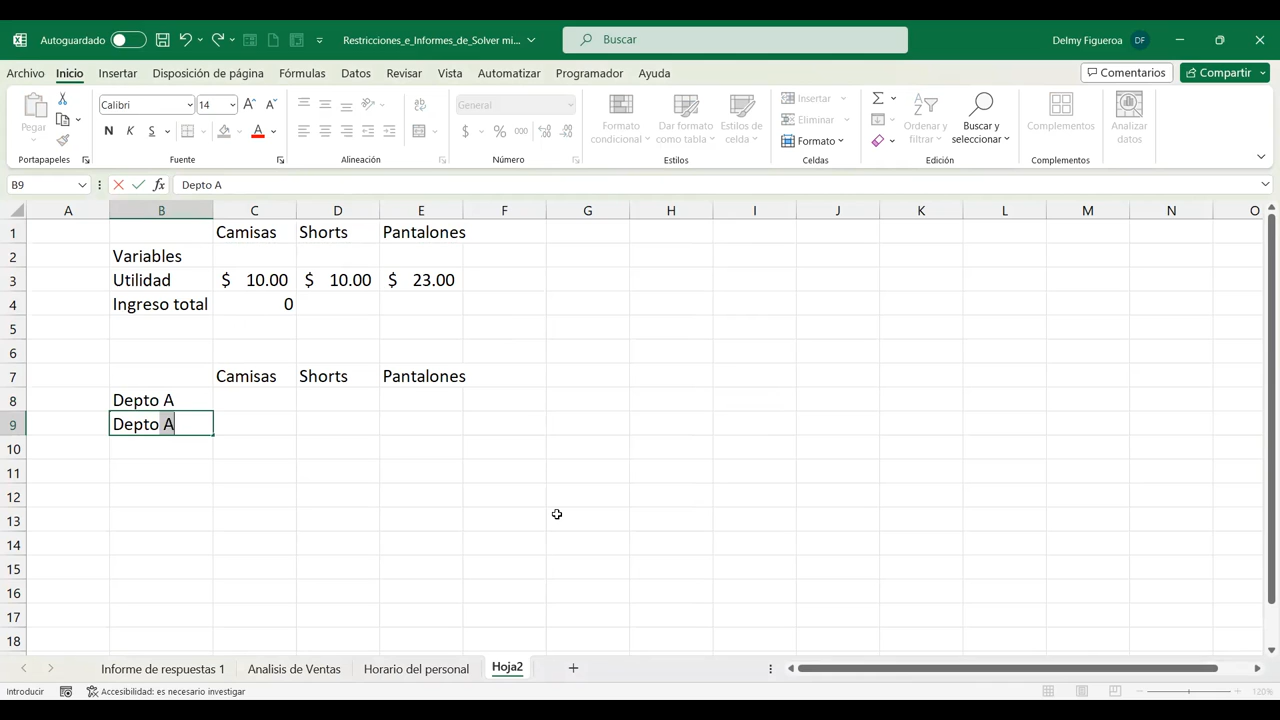 Autoguardado
Restricciones_e_Informes_de_Solver mi...
Buscar
Delmy Figueroa
DF
Archivo Inicio Insertar Disposición de página Fórmulas Datos Revisar Vista Automatizar Programador Ayuda
Comentarios
Compartir
Pegar
Portapapeles
Calibri
14
N K S
Fuente
Alineación
General
$ % 000
Número
Formato condicional
Dar formato como tabla
Estilos de celda
Estilos
Insertar
Eliminar
Formato
Celdas
Ordenar y filtrar
Buscar y seleccionar
Edición
Complementos
Complementos
Analizar datos
B9
fx
Depto A
A B C D E F G H I J K L M N O
1 Camisas Shorts Pantalones
2 Variables
3 Utilidad $ 10.00 $ 10.00 $ 23.00
4 Ingreso total 0
5
6
7 Camisas Shorts Pantalones
8 Depto A
9 Depto A
10
11
12
13
14
15
16
17
18
Informe de respuestas 1 Analisis de Ventas Horario del personal Hoja2
Introducir
Accesibilidad: es necesario investigar
120%